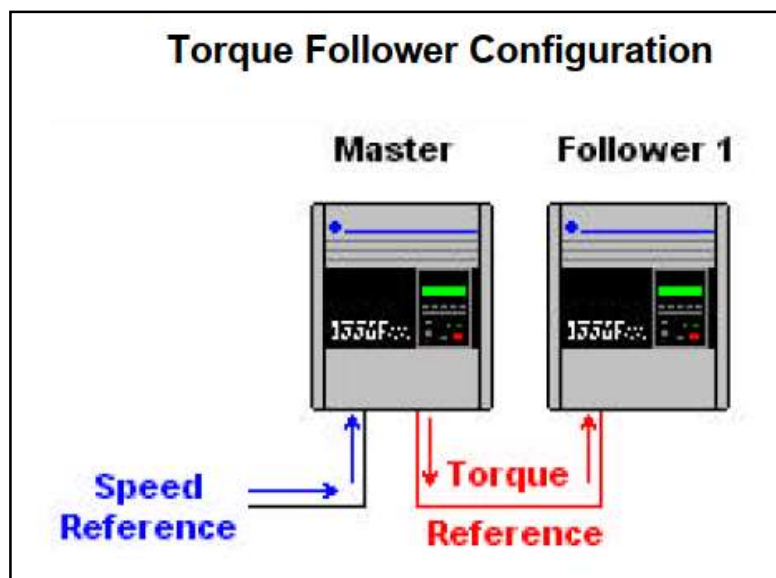 Torque Follower Configuration
Master
Follower 1
Speed
Reference
Torque
Reference